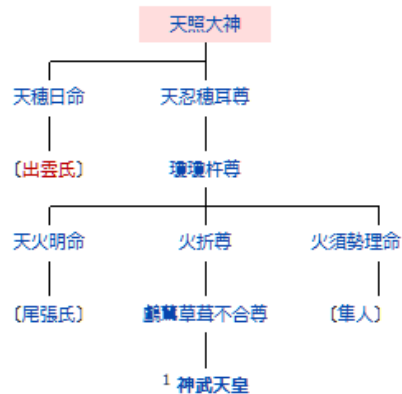 天照大神
天穂日命 天忍穂耳尊
〔出雲氏〕 瓊瓊杵尊
天火明命 火折尊 火須勢理命
〔尾張氏〕 鸕鶿草葺不合尊 〔隼人〕
1 神武天皇